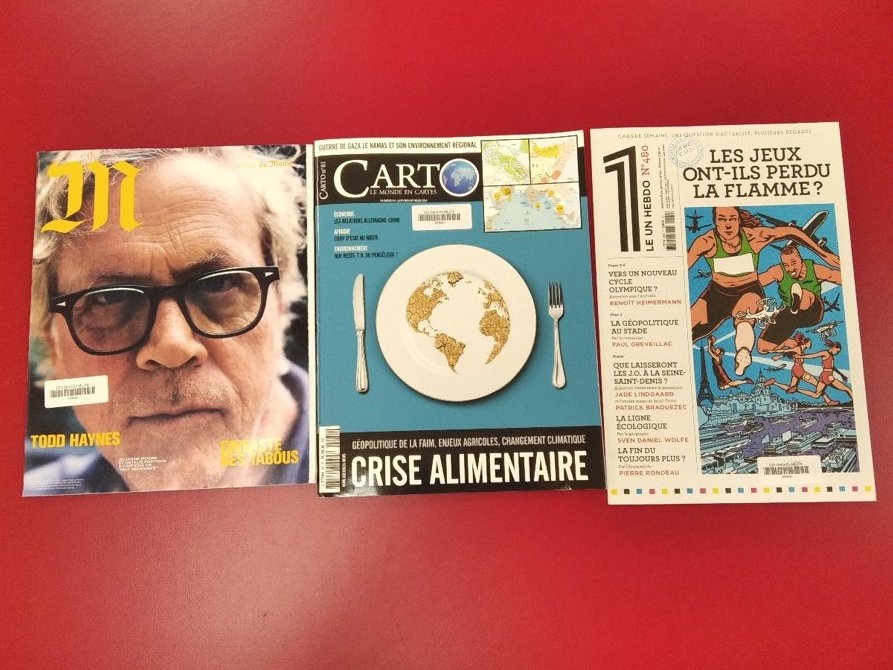 M
TODD HAYNES
CINÉASTE
DES TABOUS
GUERRE DE GAZA LE HAMAS ET SON ENVIRONNEMENT RÉGIONAL
CARTO N°81
CARTO
LE MONDE EN CARTES
ÉCONOMIE
LES RELATIONS ALLEMAGNE-CHINE
AFRIQUE
COUP D'ÉTAT AU NIGER
ENVIRONNEMENT
QUE RESTE-T-IL DU PERGÉLISOL ?
GÉOPOLITIQUE DE LA FAIM, ENJEUX AGRICOLES, CHANGEMENT CLIMATIQUE
CRISE ALIMENTAIRE
CHAQUE SEMAINE, UNE QUESTION D'ACTUALITÉ, PLUSIEURS REGARDS
1
LE UN HEBDO N° 480
LES JEUX
ONT-ILS PERDU
LA FLAMME ?
VERS UN NOUVEAU
CYCLE
OLYMPIQUE ?
BENOÎT HEIMERMANN
LA GÉOPOLITIQUE
AU STADE
PAUL GREVEILLAC
QUE LAISSERONT
LES J.O. À LA SEINE-
SAINT-DENIS ?
JADE LINDGAARD
PATRICK BRAOUEZEC
LA LIGNE
ÉCOLOGIQUE
SVEN DANIEL WOLFE
LA FIN DU
TOUJOURS PLUS ?
PIERRE RONDEAU